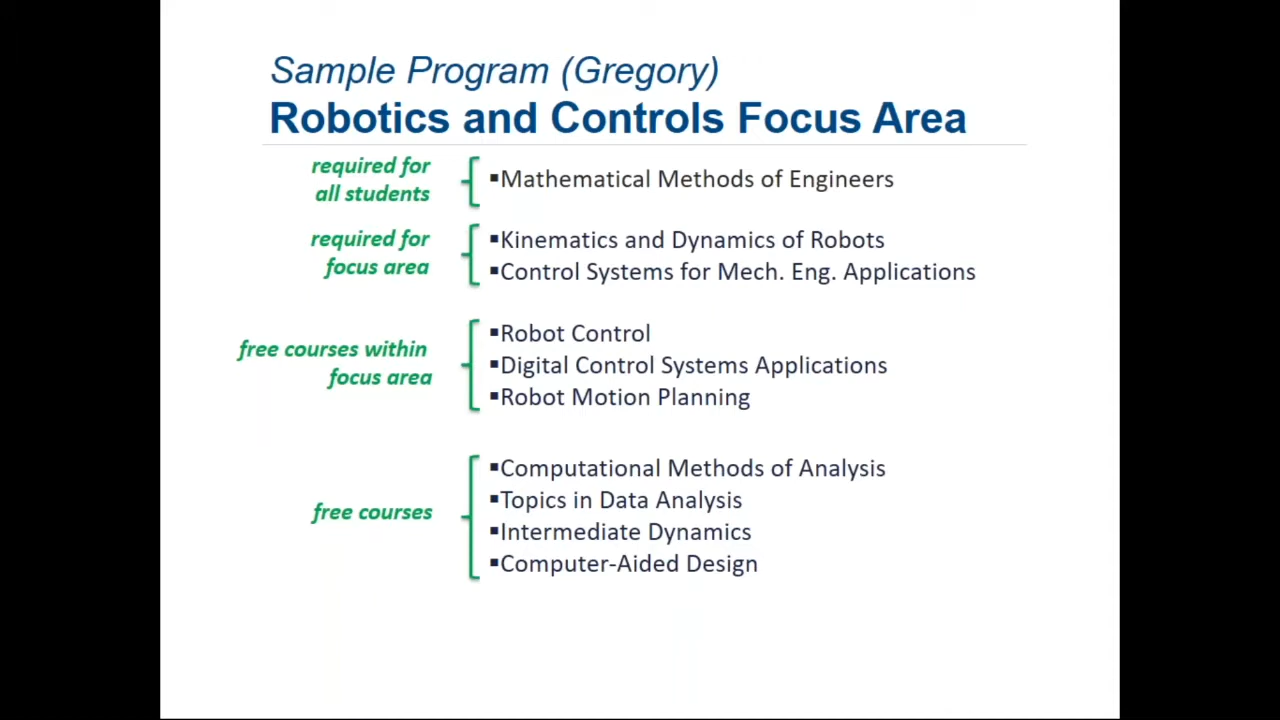 Sample Program (Gregory)
Robotics and Controls Focus Area
required for
all students
▪Mathematical Methods of Engineers
required for
focus area
▪Kinematics and Dynamics of Robots
▪Control Systems for Mech. Eng. Applications
free courses within
focus area
▪Robot Control
▪Digital Control Systems Applications
▪Robot Motion Planning
free courses
▪Computational Methods of Analysis
▪Topics in Data Analysis
▪Intermediate Dynamics
▪Computer-Aided Design